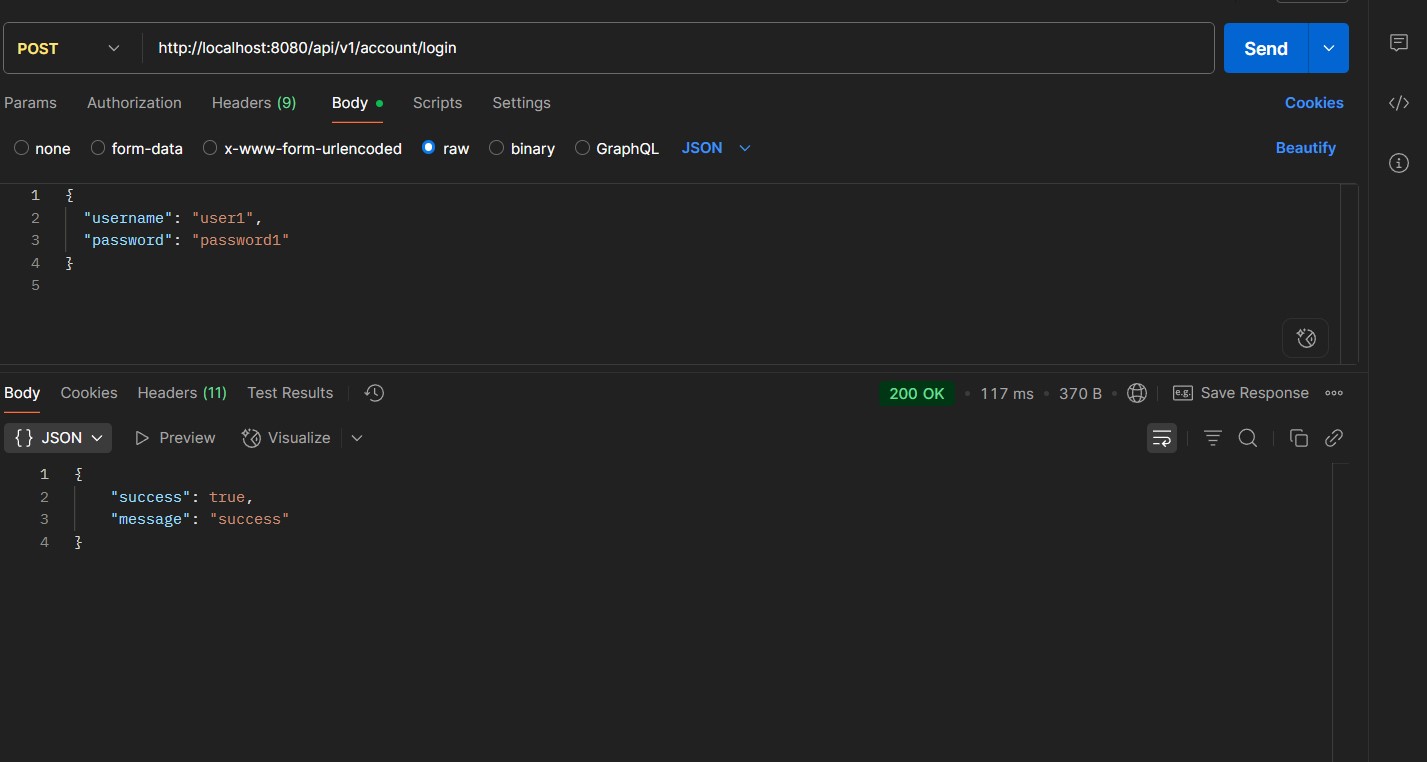 POST http://localhost:8080/api/v1/account/login Send
Params Authorization Headers (9) Body Scripts Settings Cookies
none form-data x-www-form-urlencoded raw binary GraphQL JSON Beautify
1 {
2 "username": "user1",
3 "password": "password1"
4 }
5
Body Cookies Headers (11) Test Results 200 OK • 117 ms • 370 B • e.g. Save Response
{} JSON Preview Visualize
1 {
2 "success": true,
3 "message": "success"
4 }